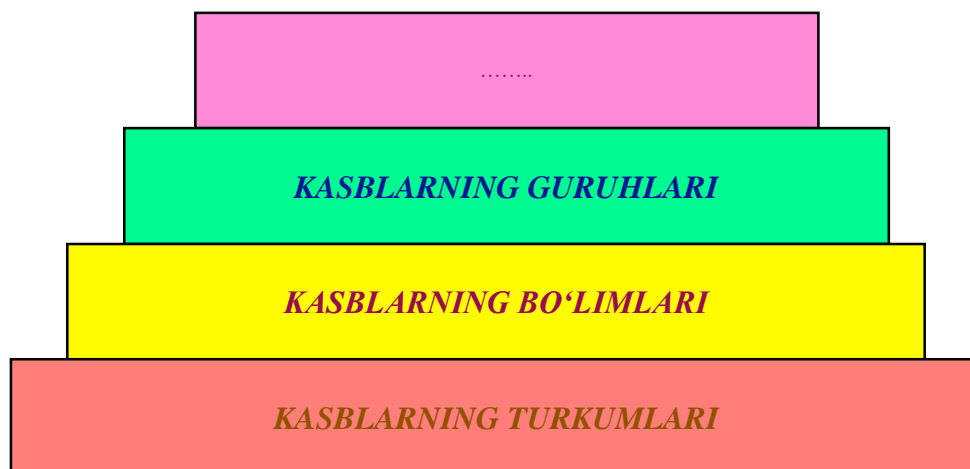 ……..
KASBLARNING GURUHLARI
KASBLARNING BO‘LIMLARI
KASBLARNING TURKUMLARI